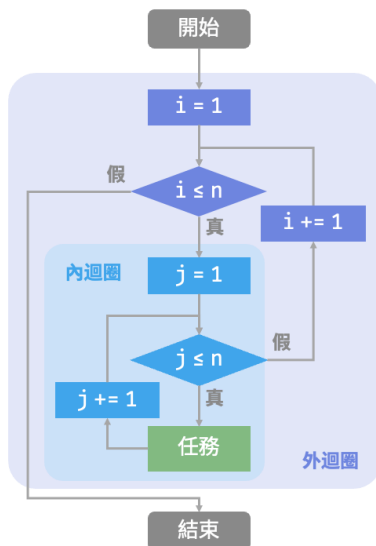 開始
i = 1
假
i ≤ n
i += 1
真
內迴圈
j = 1
j ≤ n
假
j += 1
真
任務
外迴圈
結束